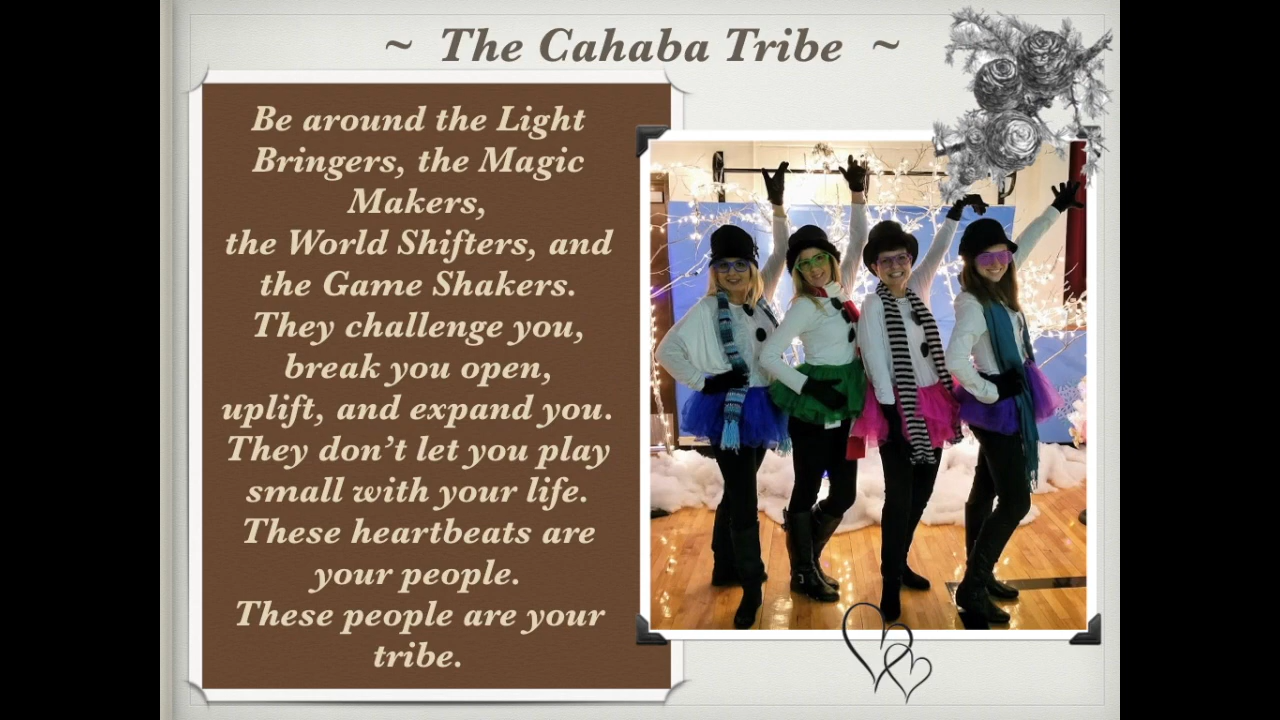 ~ The Cahaba Tribe ~
Be around the Light
Bringers, the Magic
Makers,
the World Shifters, and
the Game Shakers.
They challenge you,
break you open,
uplift, and expand you.
They don’t let you play
small with your life.
These heartbeats are
your people.
These people are your
tribe.